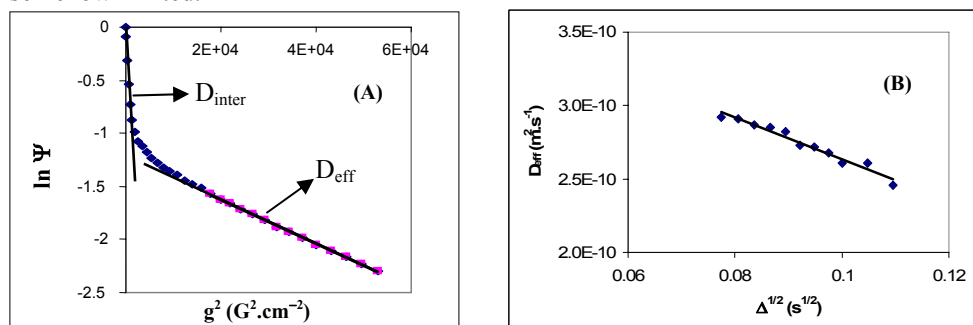 0
2E+04 4E+04 6E+04
-0.5
-1
-1.5
-2
-2.5
ln Ψ
D_inter
(A)
D_eff
g² (G².cm⁻²)
3.5E-10
3.0E-10
2.5E-10
2.0E-10
D_eff (m².s⁻¹)
(B)
0.06 0.08 0.1 0.12
Δ^1/2 (s^1/2)